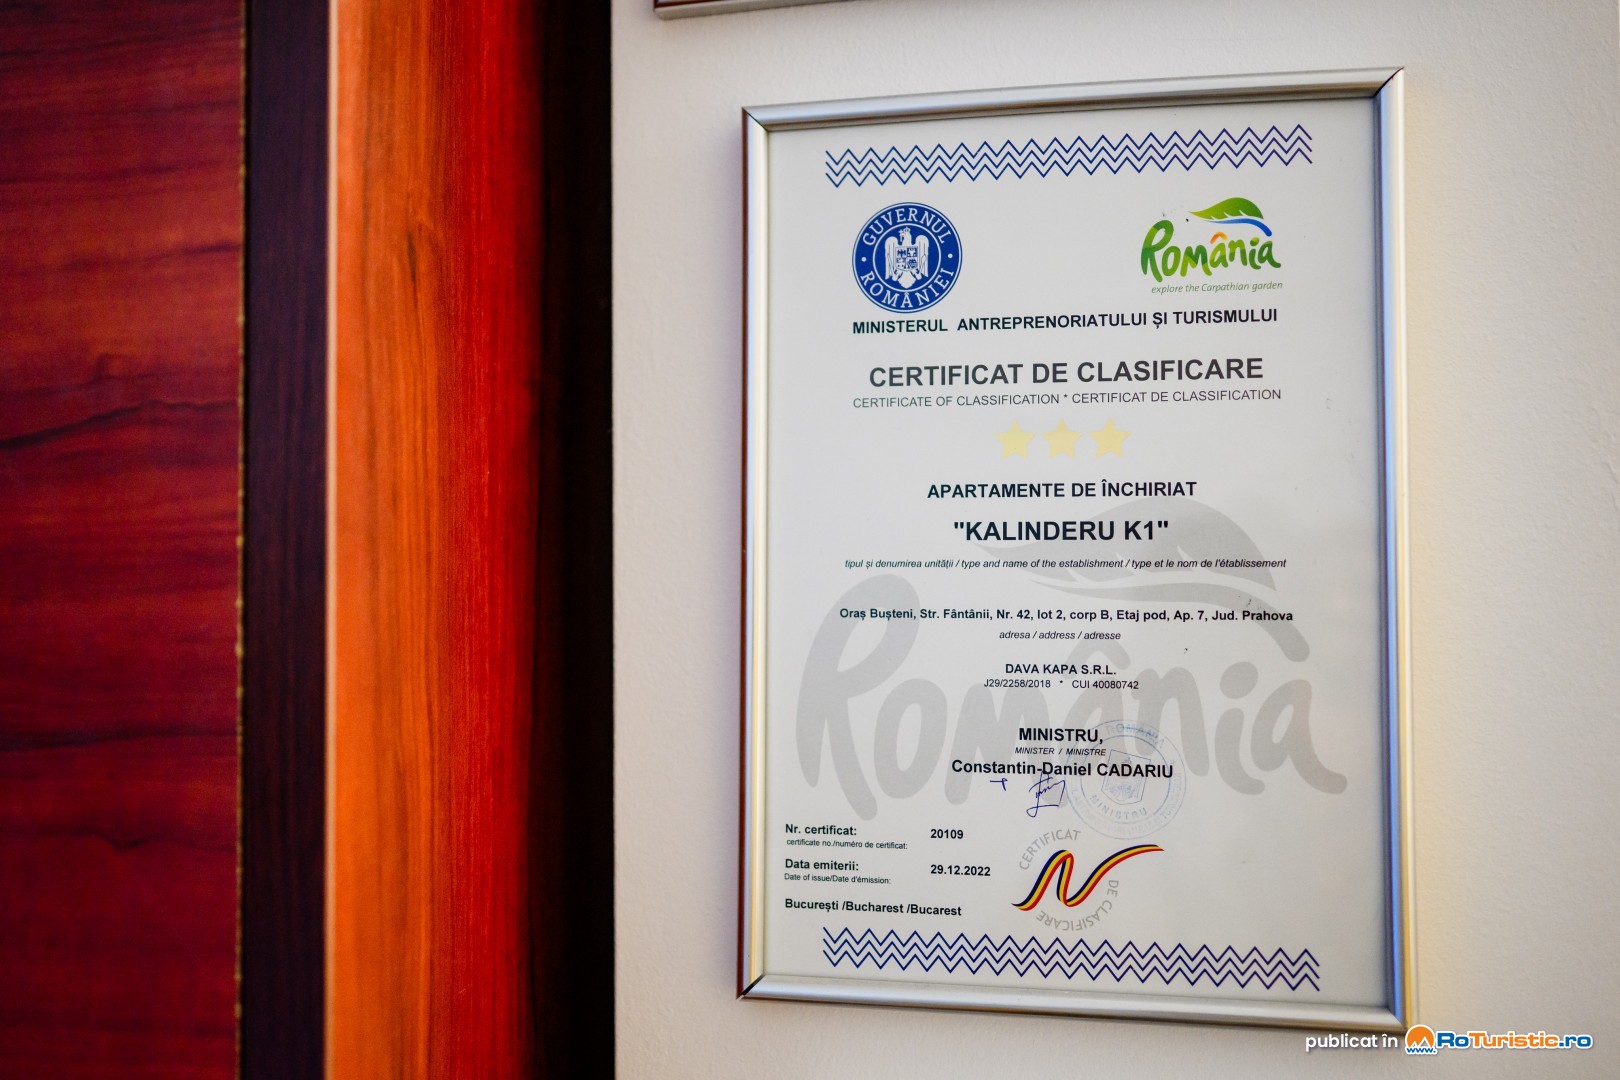 GUVERNUL ROMÂNIEI
România
explore the Carpathian garden
MINISTERUL ANTREPRENORIATULUI ȘI TURISMULUI
CERTIFICAT DE CLASIFICARE
CERTIFICATE OF CLASSIFICATION * CERTIFICAT DE CLASSIFICATION
APARTAMENTE DE ÎNCHIRIAT
"KALINDERU K1"
tipul și denumirea unității / type and name of the establishment / type et le nom de l'établissement
Oraș Bușteni, Str. Fântânii, Nr. 42, lot 2, corp B, Etaj pod, Ap. 7, Jud. Prahova
adresa / address / adresse
DAVA KAPA S.R.L.
J29/2258/2018 * CUI 40080742
România
MINISTRU,
MINISTER / MINISTRE
Constantin-Daniel CADARIU
ROMÂNIA
MINISTRU
Nr. certificat: 20109
certificate no./numéro de certificat:
Data emiterii: 29.12.2022
Date of issue/Date d'émission:
București /Bucharest /Bucarest
CERTIFICAT DE CLASIFICARE
publicat în RoTuristic.ro